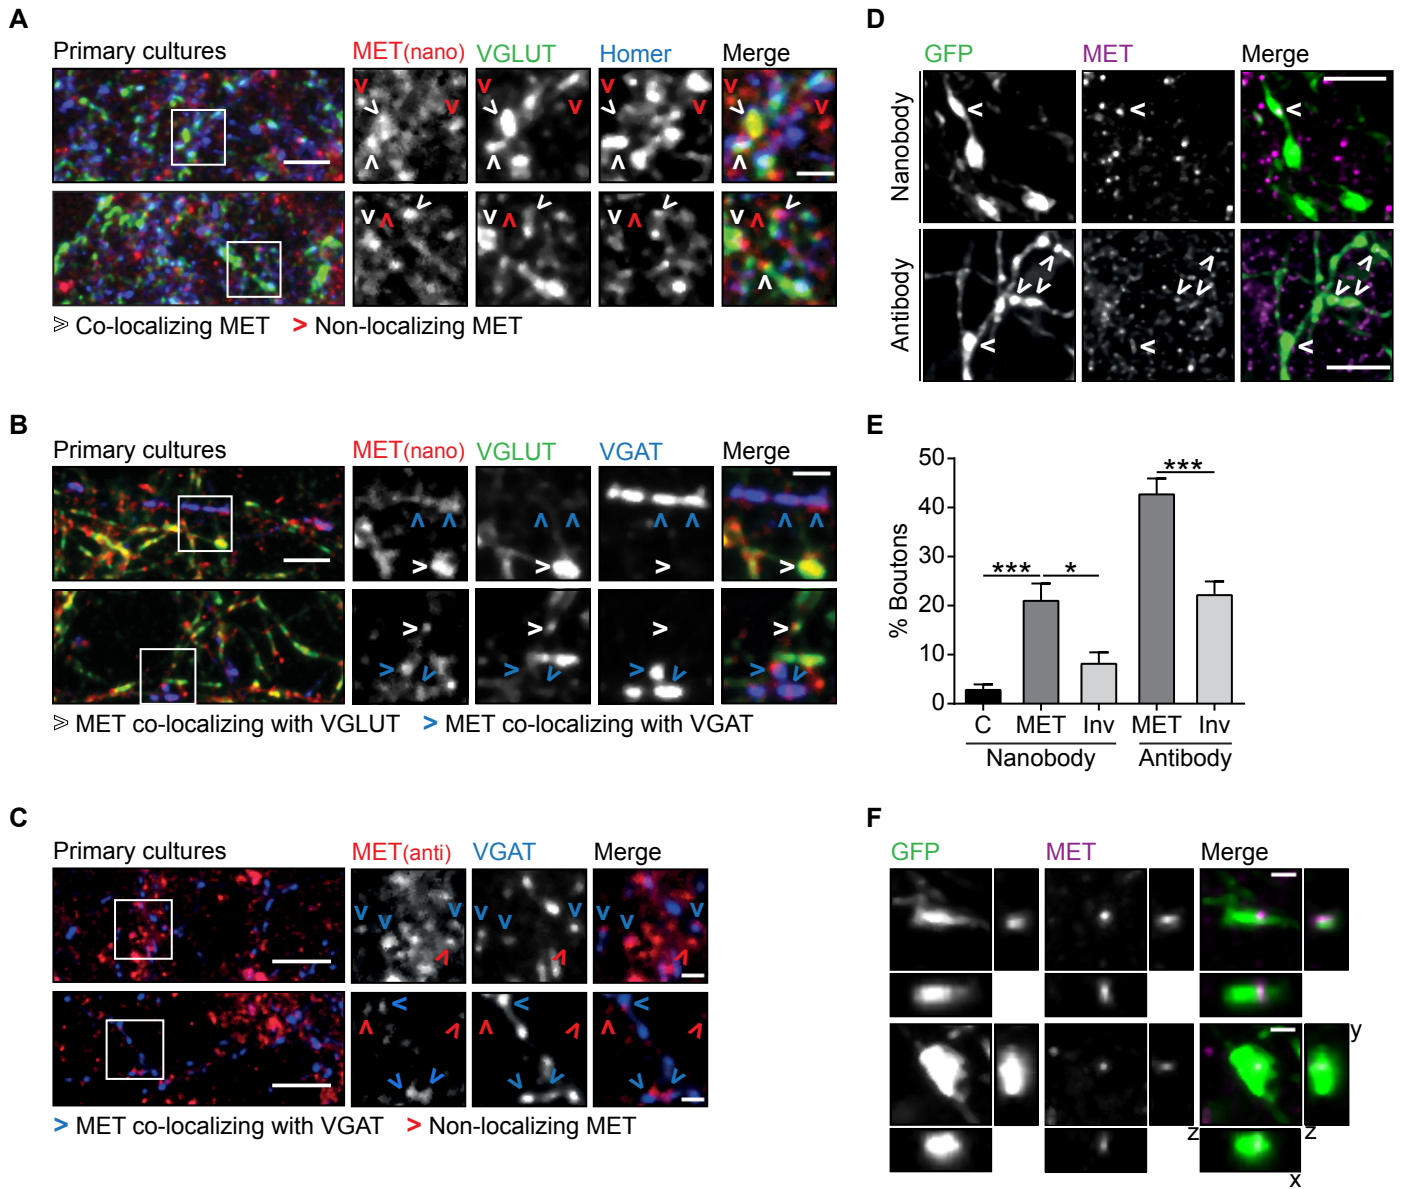 A
Primary cultures MET(nano) VGLUT Homer Merge
> Co-localizing MET > Non-localizing MET
B
Primary cultures MET(nano) VGLUT VGAT Merge
> MET co-localizing with VGLUT > MET co-localizing with VGAT
C
Primary cultures MET(anti) VGAT Merge
> MET co-localizing with VGAT > Non-localizing MET
D
GFP MET Merge
Nanobody
Antibody
E
% Boutons
50
40
30
20
10
0
*** * ***
C MET Inv MET Inv
Nanobody Antibody
F
GFP MET Merge
y
z z
x